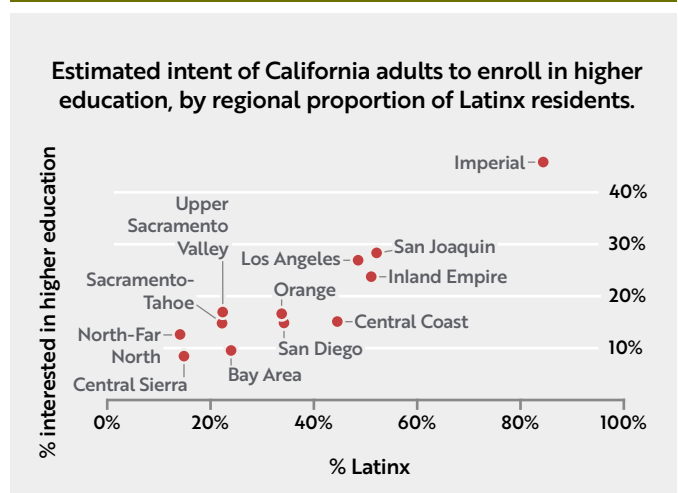 Estimated intent of California adults to enroll in higher
education, by regional proportion of Latinx residents.
% interested in higher education
Imperial
40%
Upper
Sacramento
Valley
San Joaquin
30%
Los Angeles
Inland Empire
Sacramento-
Tahoe
Orange
20%
Central Coast
North-Far
North
San Diego
10%
Central Sierra
Bay Area
0%
20%
40%
60%
80%
100%
% Latinx